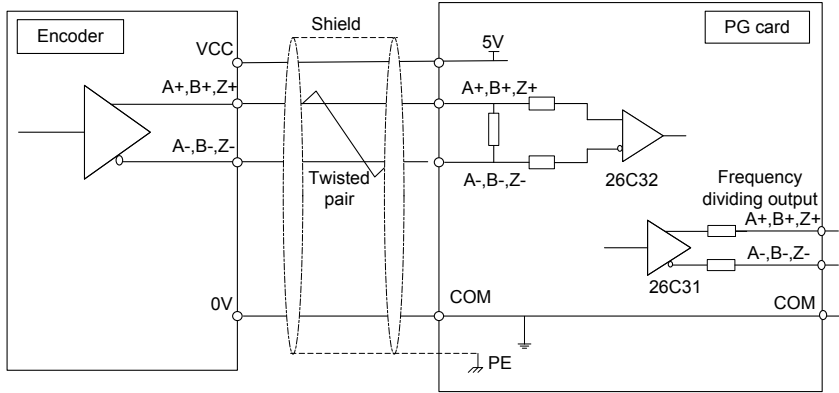 Encoder
Shield
PG card
VCC
5V
A+,B+,Z+
A+,B+,Z+
A-,B-,Z-
Twisted
pair
A-,B-,Z-
26C32
Frequency
dividing output
A+,B+,Z+
A-,B-,Z-
26C31
0V
COM
COM
PE